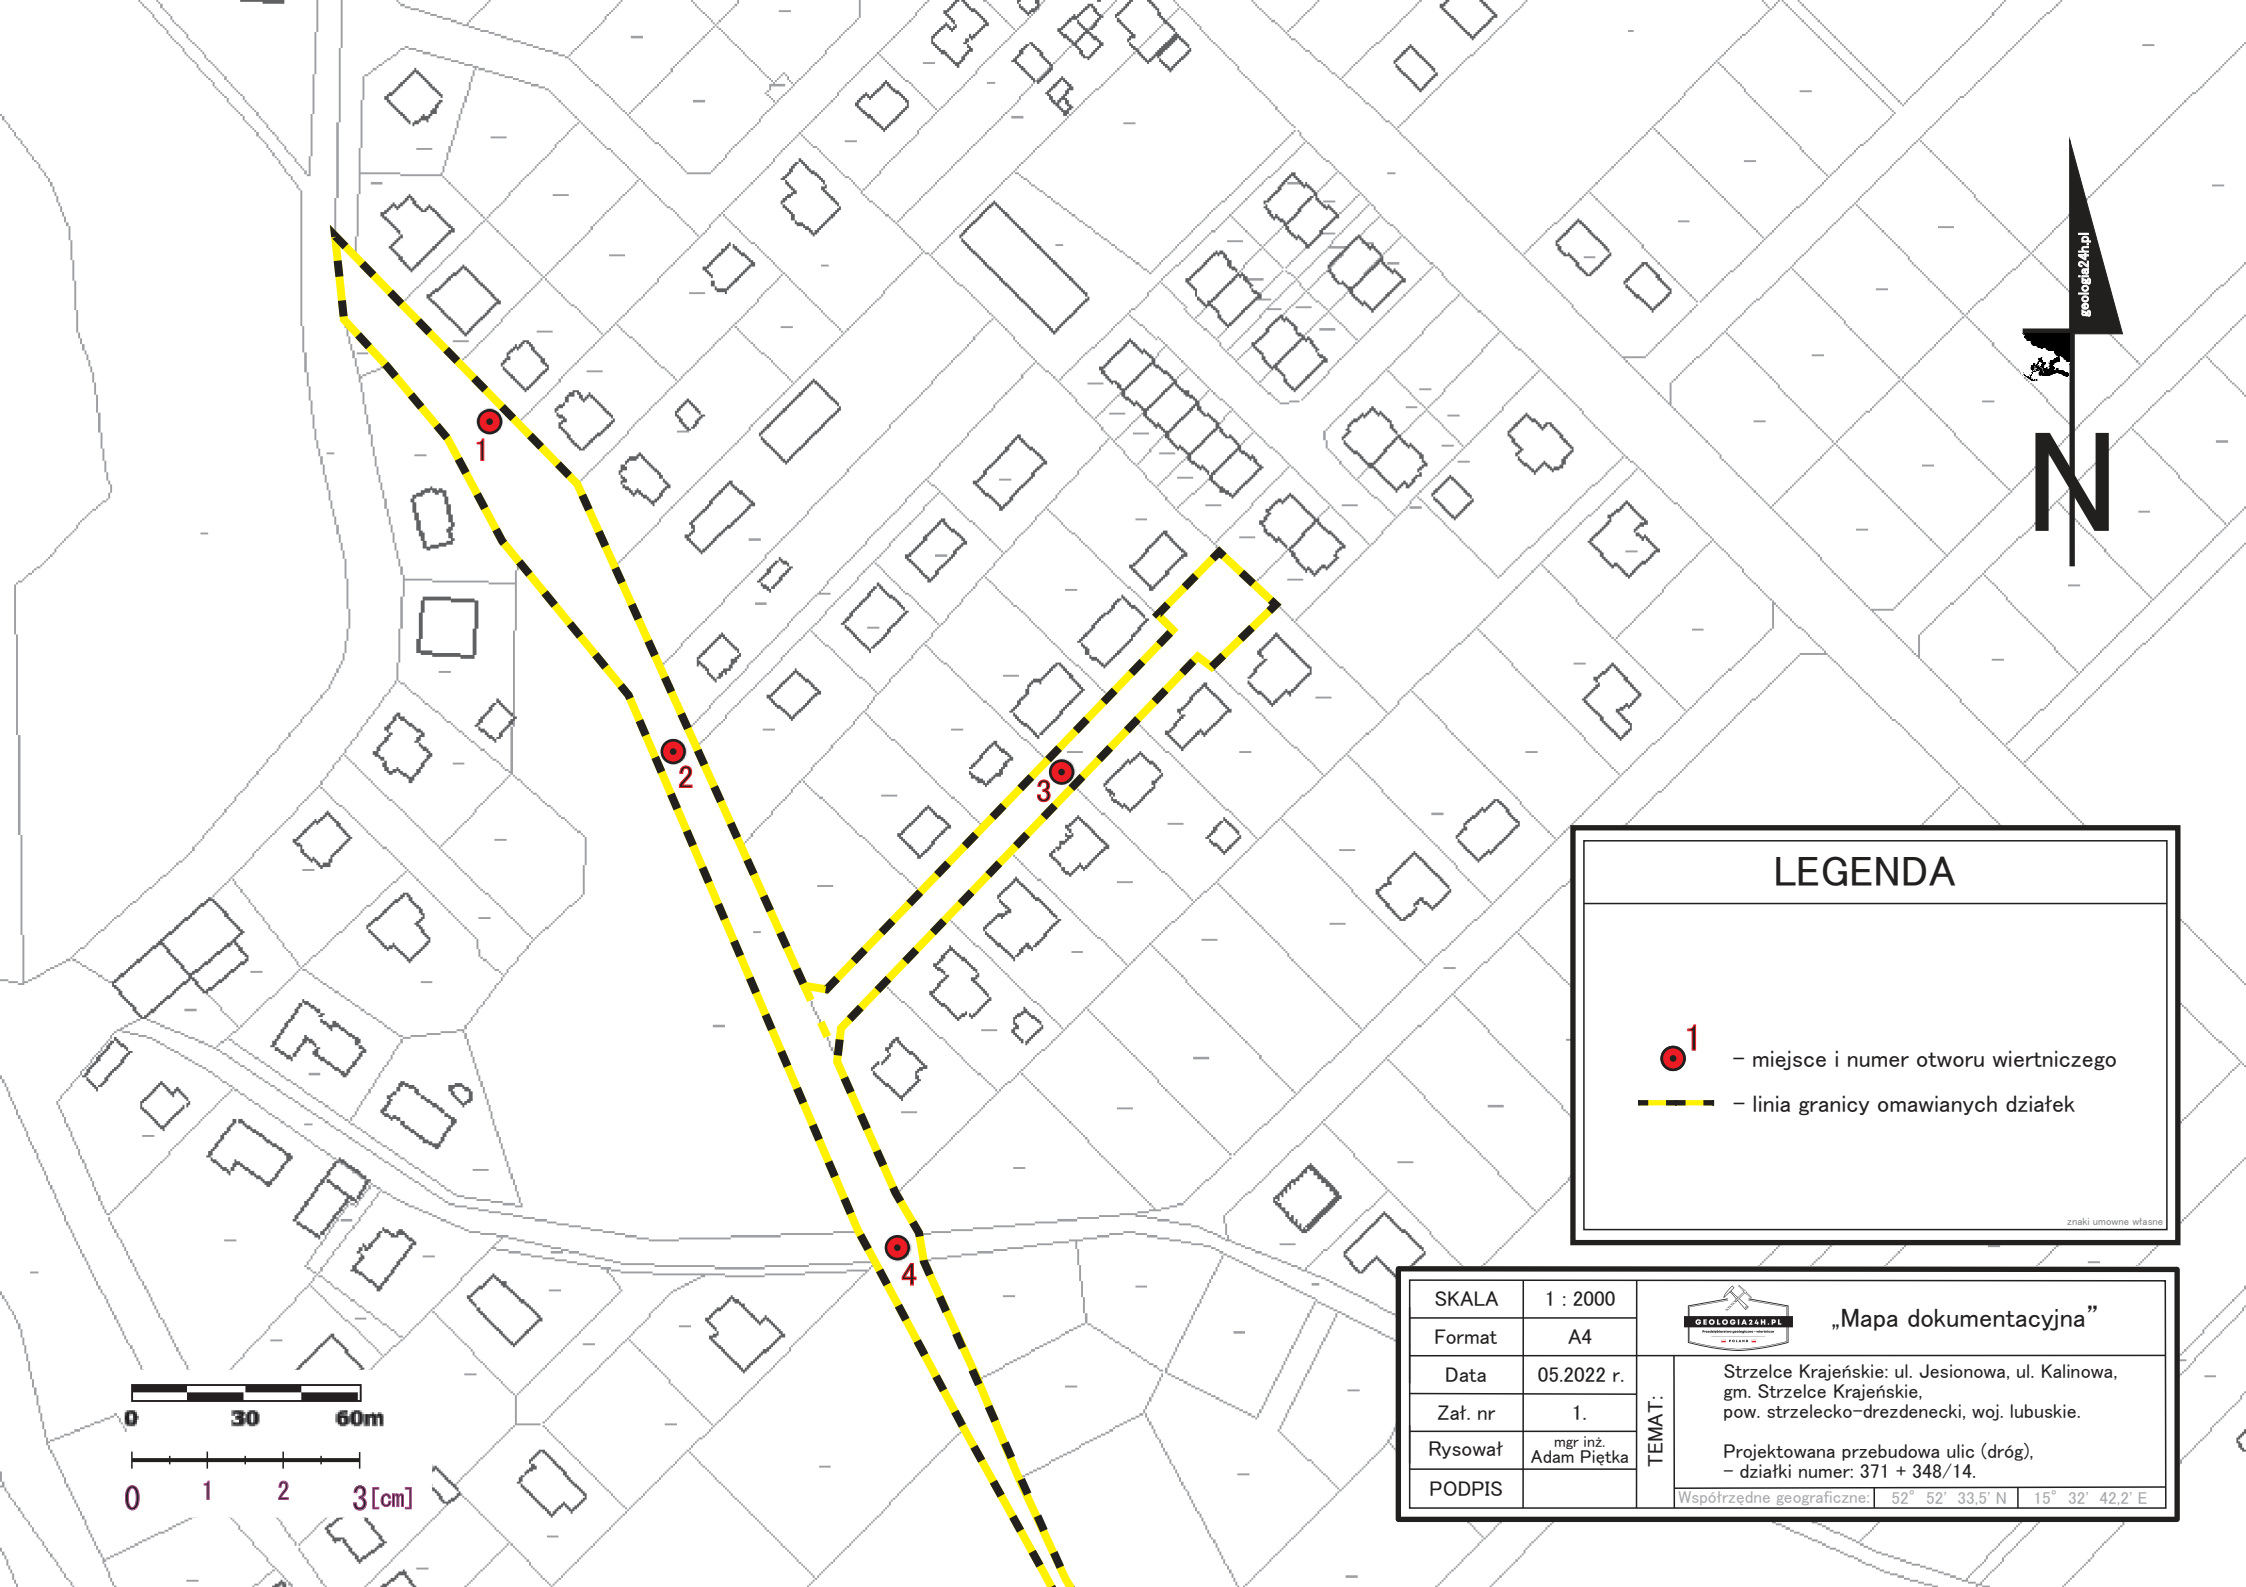 geologia24h.pl
N
1
2
3
4
LEGENDA
1
– miejsce i numer otworu wiertniczego
– linia granicy omawianych działek
znaki umowne własne
0 30 60m
0 1 2 3[cm]
SKALA 1 : 2000
Format A4
Data 05.2022 r.
Zał. nr 1.
Rysował mgr inż. Adam Piętka
PODPIS
GEOLOGIA24H.PL
POLAND
„Mapa dokumentacyjna”
TEMAT:
Strzelce Krajeńskie: ul. Jesionowa, ul. Kalinowa,
gm. Strzelce Krajeńskie,
pow. strzelecko-drezdenecki, woj. lubuskie.
Projektowana przebudowa ulic (dróg),
– działki numer: 371 + 348/14.
Współrzędne geograficzne: 52° 52' 33,5' N 15° 32' 42,2' E